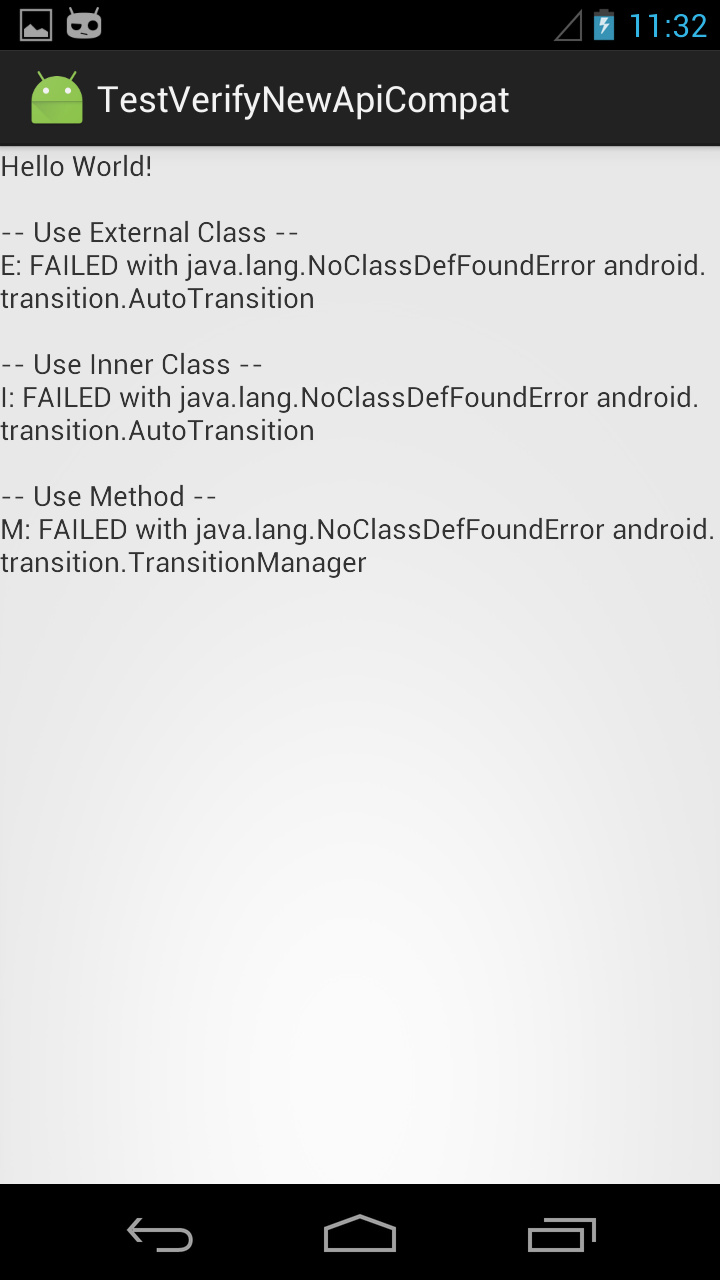 11:32
TestVerifyNewApiCompat
Hello World!
-- Use External Class --
E: FAILED with java.lang.NoClassDefFoundError android.
transition.AutoTransition
-- Use Inner Class --
I: FAILED with java.lang.NoClassDefFoundError android.
transition.AutoTransition
-- Use Method --
M: FAILED with java.lang.NoClassDefFoundError android.
transition.TransitionManager